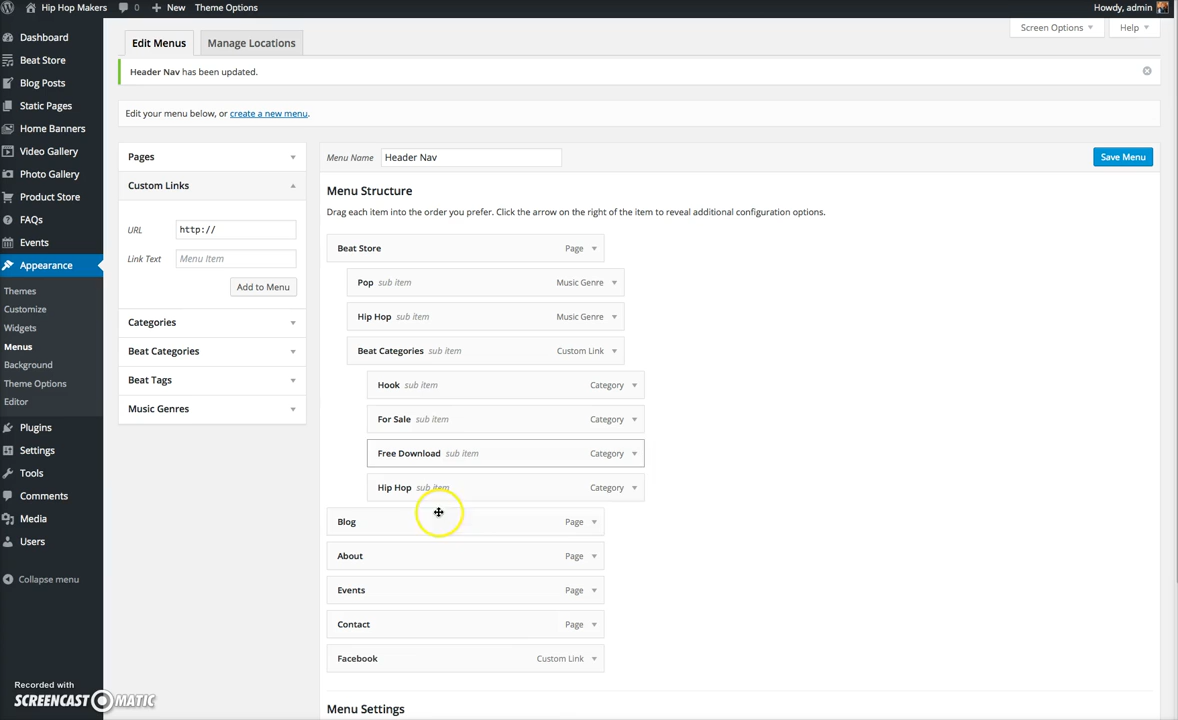 Hip Hop Makers 0 New Theme Options Howdy, admin
Screen Options Help
Edit Menus Manage Locations
Header Nav has been updated.
Edit your menu below, or create a new menu.
Dashboard
Beat Store
Blog Posts
Static Pages
Home Banners
Video Gallery
Photo Gallery
Product Store
FAQs
Events
Appearance
Themes
Customize
Widgets
Menus
Background
Theme Options
Editor
Plugins
Settings
Tools
Comments
Media
Users
Collapse menu
Recorded with
SCREENCAST-O-MATIC
Pages
Custom Links
URL http://
Link Text Menu Item
Add to Menu
Categories
Beat Categories
Beat Tags
Music Genres
Menu Name Header Nav Save Menu
Menu Structure
Drag each item into the order you prefer. Click the arrow on the right of the item to reveal additional configuration options.
Beat Store Page
Pop sub item Music Genre
Hip Hop sub item Music Genre
Beat Categories sub item Custom Link
Hook sub item Category
For Sale sub item Category
Free Download sub item Category
Hip Hop sub item Category
Blog Page
About Page
Events Page
Contact Page
Facebook Custom Link
Menu Settings